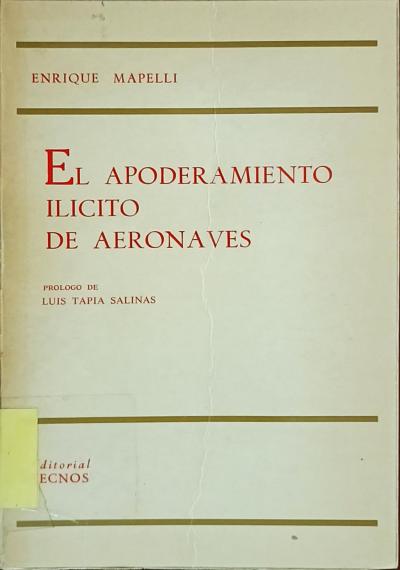 ENRIQUE MAPELLI
EL APODERAMIENTO
ILICITO
DE AERONAVES
PROLOGO DE
LUIS TAPIA SALINAS
ditorial
ECNOS